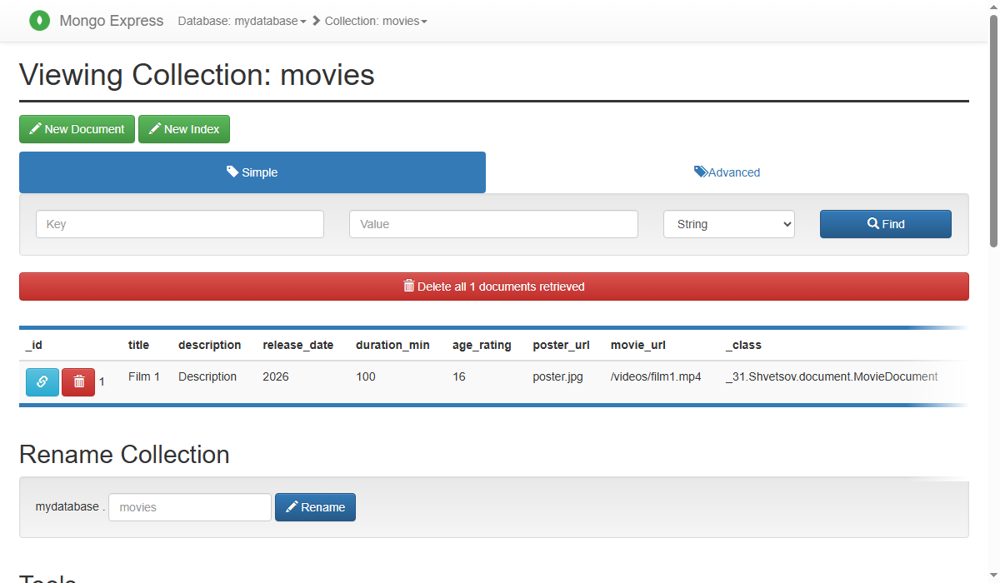 Mongo Express Database: mydatabase Collection: movies
Viewing Collection: movies
New Document New Index
Simple Advanced
Key Value String Find
Delete all 1 documents retrieved
_id title description release_date duration_min age_rating poster_url movie_url _class
1 Film 1 Description 2026 100 16 poster.jpg /videos/film1.mp4 _31.Shvetsov.document.MovieDocument
Rename Collection
mydatabase . movies Rename
Tools